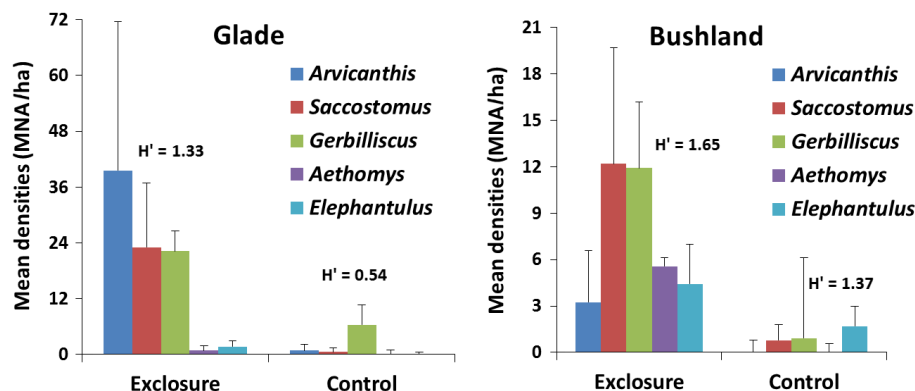 Glade
Mean densities (MNA/ha)
72
60
48
36
24
12
0
Arvicanthis
Saccostomus
Gerbilliscus
Aethomys
Elephantulus
H' = 1.33
H' = 0.54
Exclosure
Control
Bushland
Mean densities (MNA/ha)
21
18
15
12
9
6
3
0
Arvicanthis
Saccostomus
Gerbilliscus
Aethomys
Elephantulus
H' = 1.65
H' = 1.37
Exclosure
Control